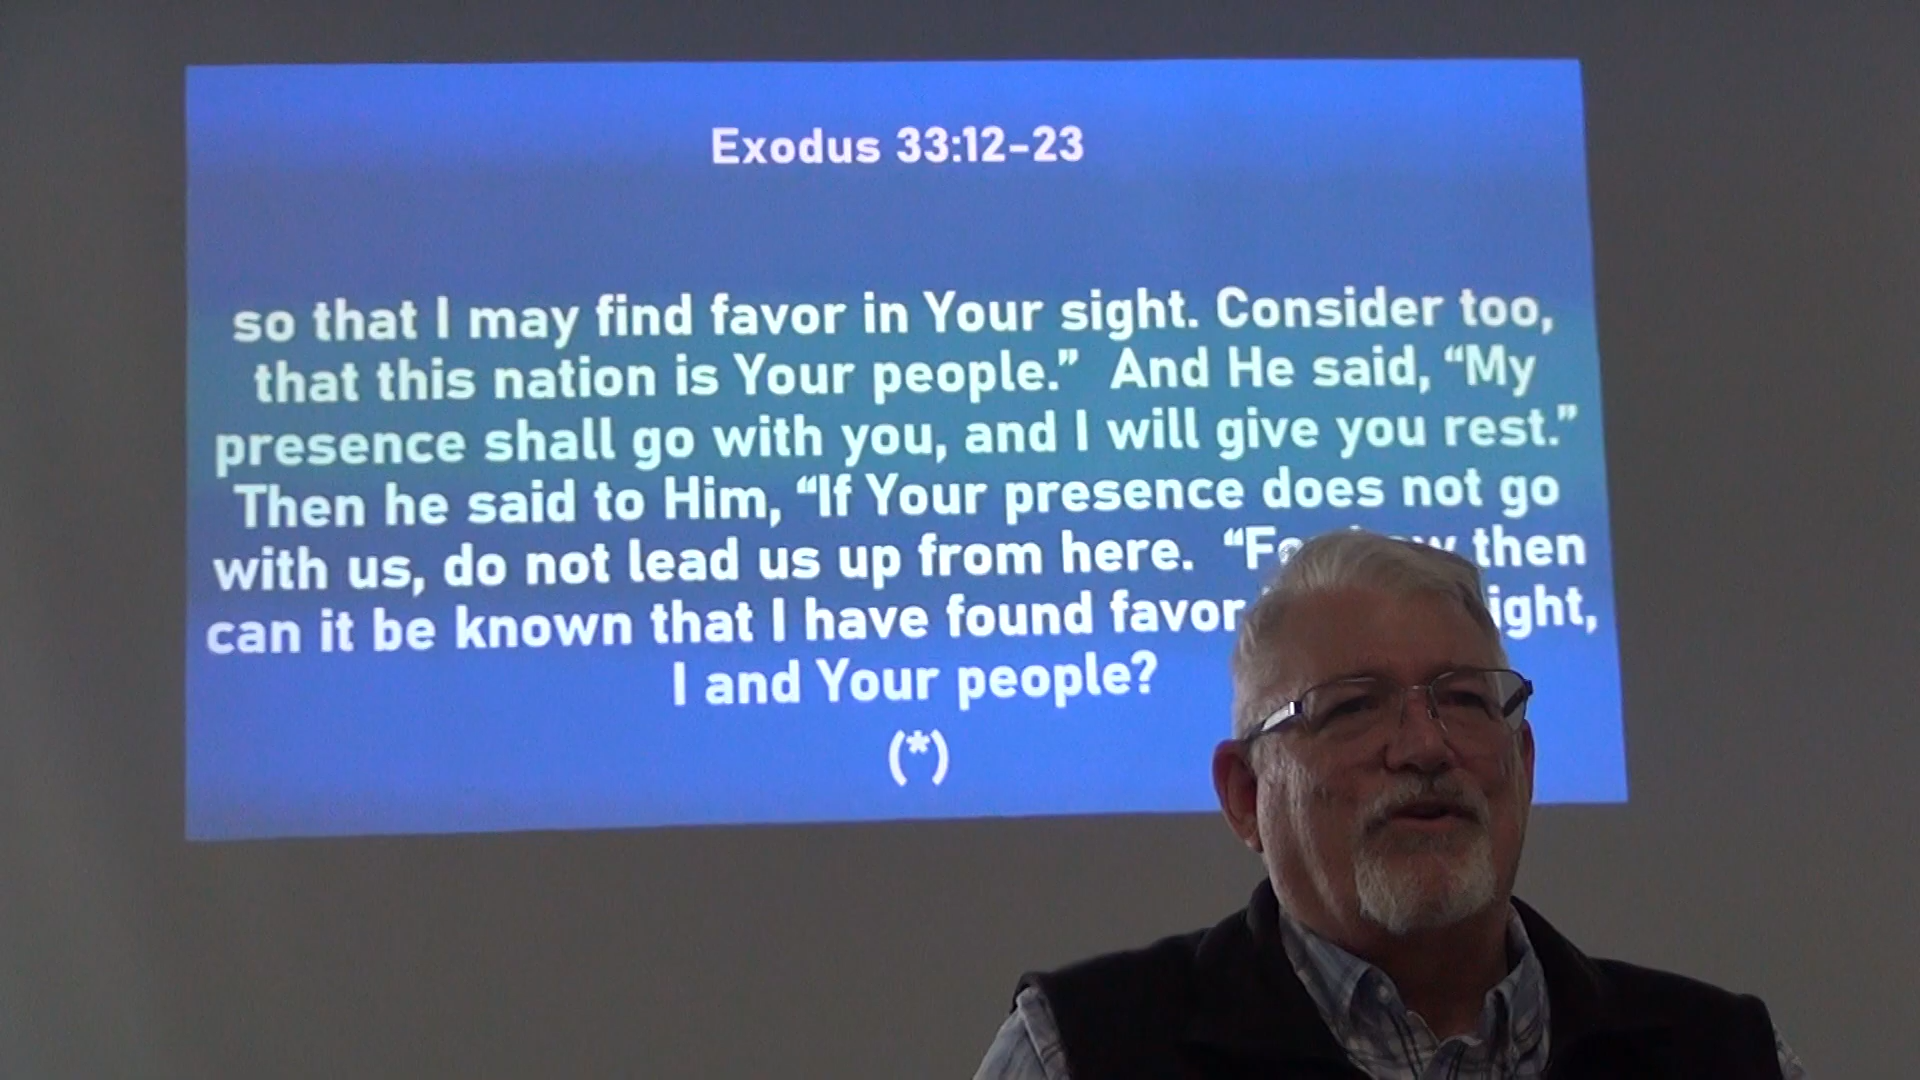 Exodus 33:12-23
so that I may find favor in Your sight. Consider too,
that this nation is Your people.” And He said, “My
presence shall go with you, and I will give you rest.”
Then he said to Him, “If Your presence does not go
with us, do not lead us up from here. “ then
can it be known that I have found favor
I and Your people?
(*)